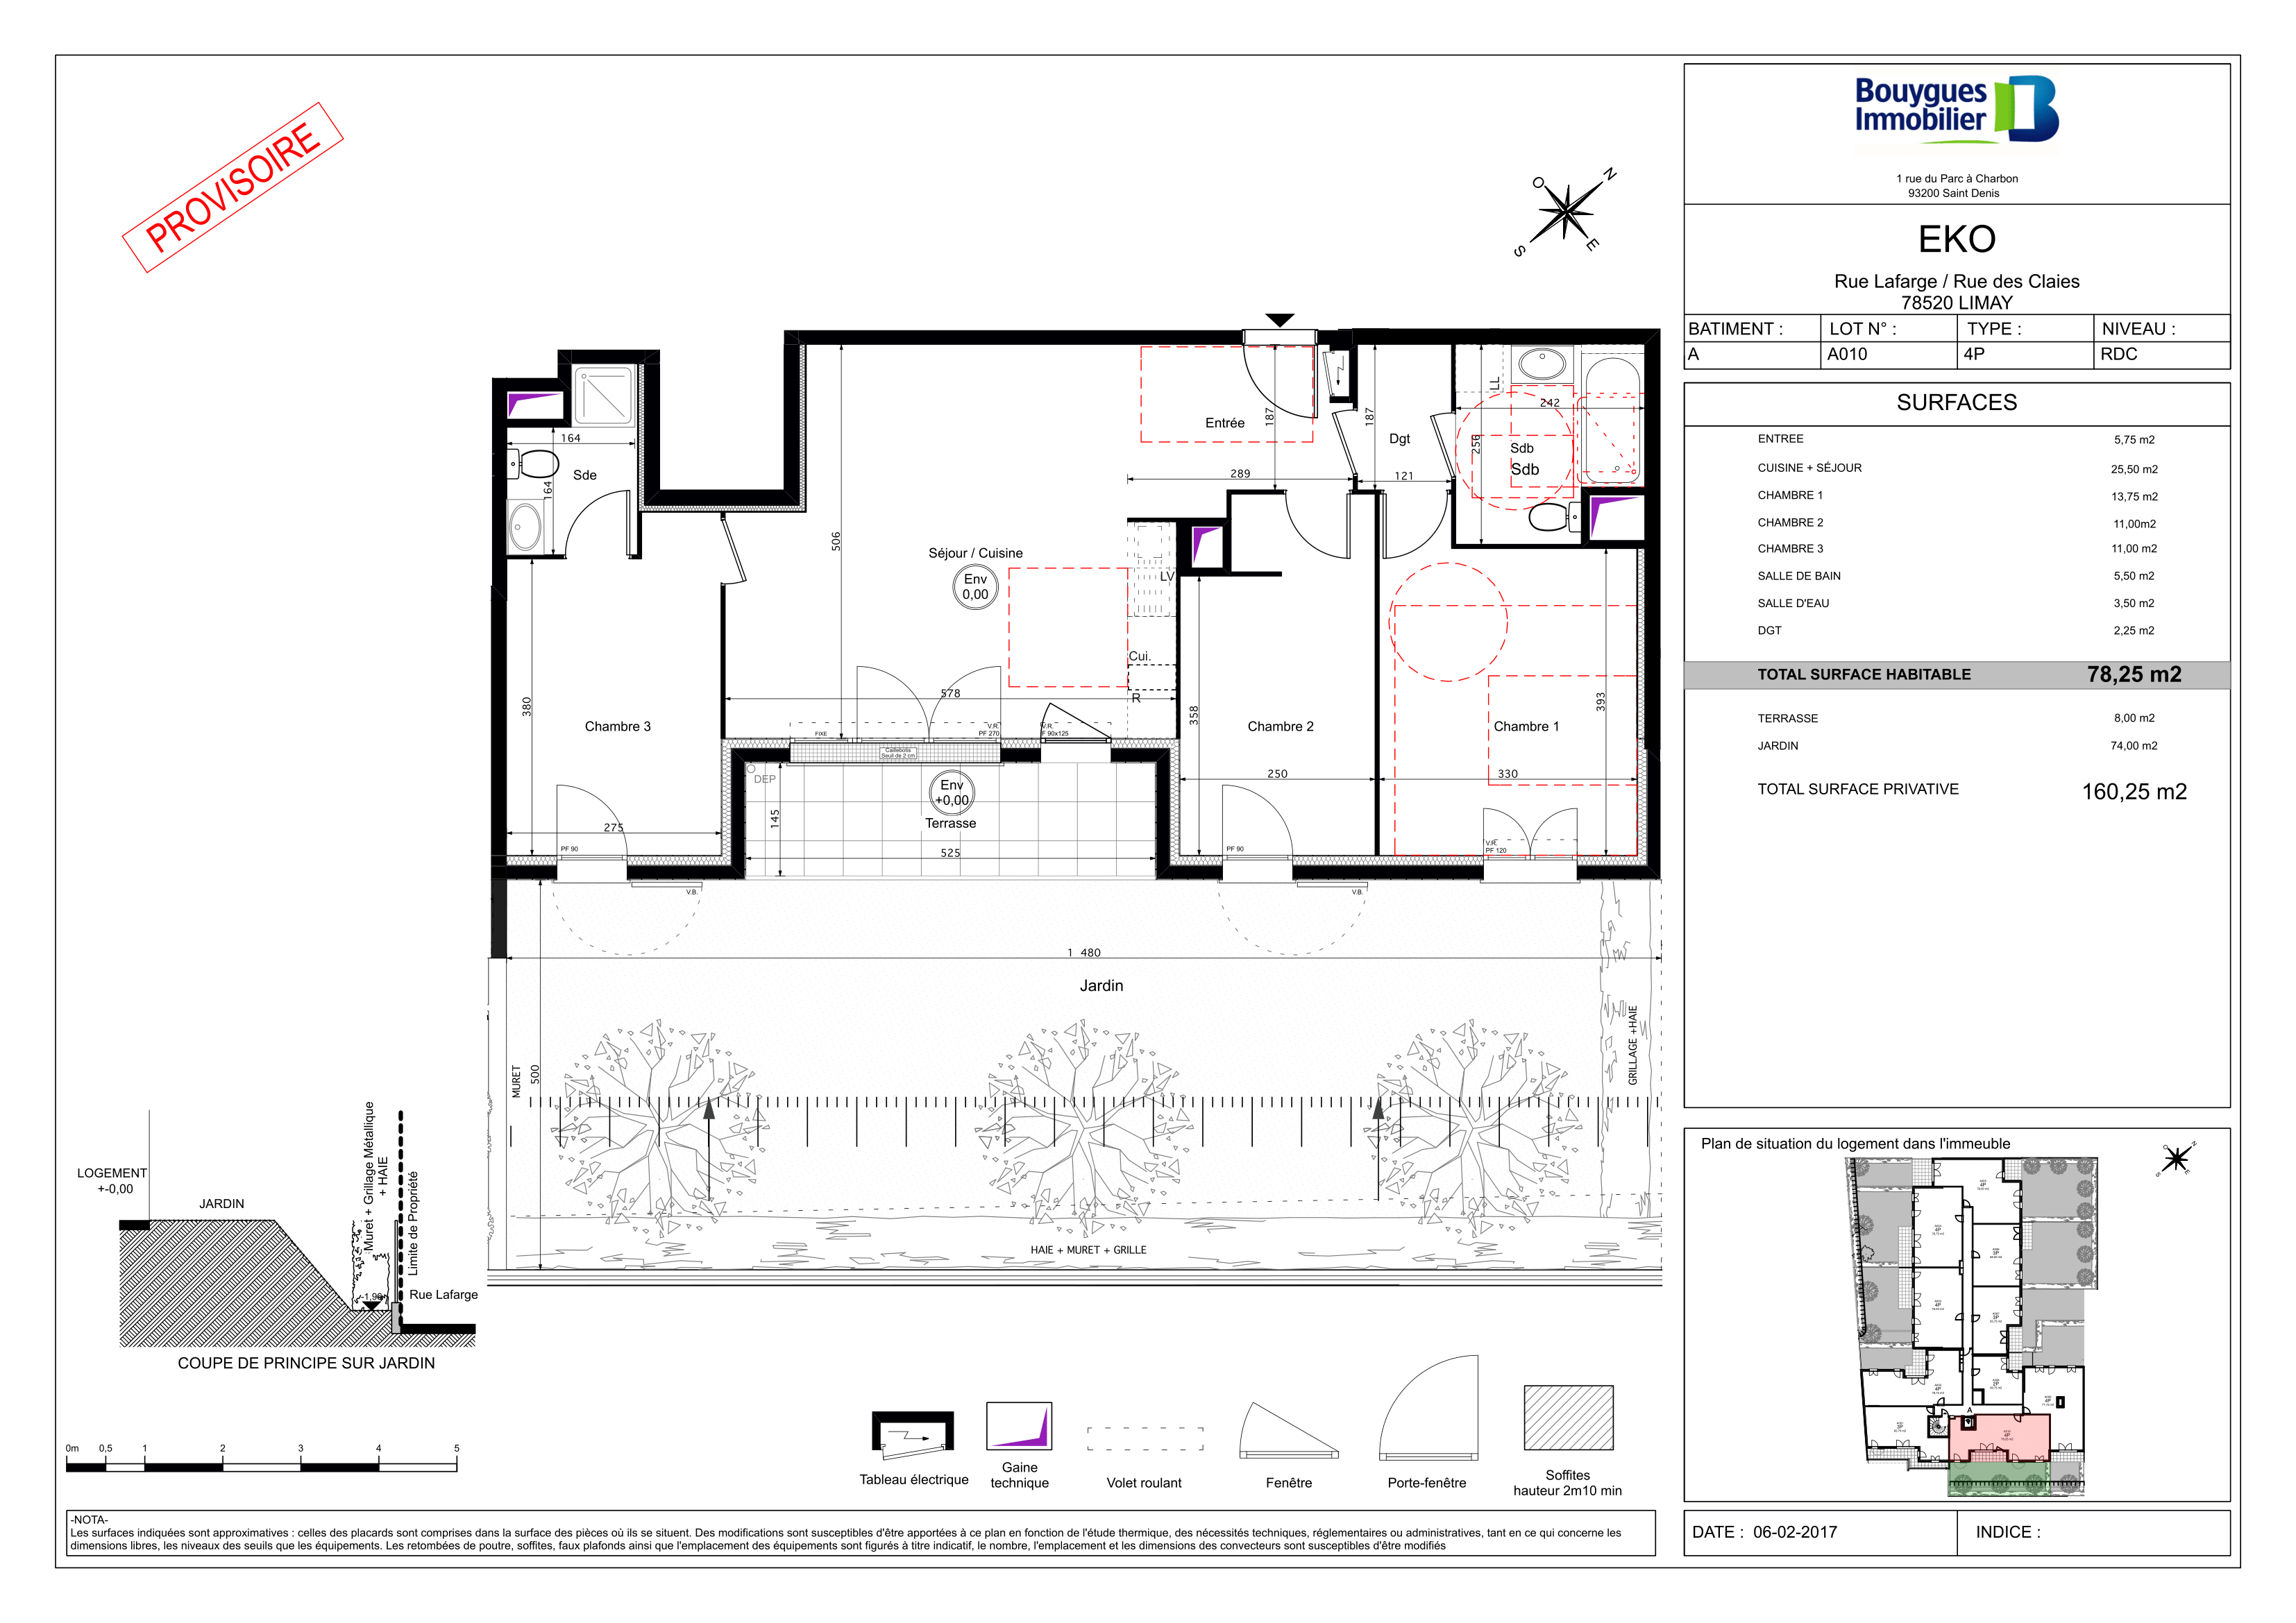 PROVISOIRE
O
N
S
E
Bouygues
Immobilier
1 rue du Parc à Charbon
93200 Saint Denis
EKO
Rue Lafarge / Rue des Claies
78520 LIMAY
BATIMENT :
LOT N° :
TYPE :
NIVEAU :
A
A010
4P
RDC
SURFACES
ENTREE 5,75 m2
CUISINE + SÉJOUR 25,50 m2
CHAMBRE 1 13,75 m2
CHAMBRE 2 11,00m2
CHAMBRE 3 11,00 m2
SALLE DE BAIN 5,50 m2
SALLE D'EAU 3,50 m2
DGT 2,25 m2
TOTAL SURFACE HABITABLE 78,25 m2
TERRASSE 8,00 m2
JARDIN 74,00 m2
TOTAL SURFACE PRIVATIVE 160,25 m2
164
Sde
164
506
Entrée
187
187
Dgt
LL
242
256
Sdb
Sdb
289
121
Séjour / Cuisine
Env
0,00
LV
Cui.
R
578
380
Chambre 3
358
Chambre 2
Chambre 1
393
FIXE
V.R.
PF 270
V.R.
F 90x125
Caillebotis
Seuil de 2 cm
DEP
Env
+0,00
Terrasse
145
525
250
330
275
PF 90
PF 90
V.R.
PF 120
V.B.
V.B.
1 480
Jardin
MURET
500
GRILLAGE +HAIE
HAIE + MURET + GRILLE
LOGEMENT
+-0,00
JARDIN
Muret + Grillage Métallique
+ HAIE
Limite de Propriété
-1,90
Rue Lafarge
COUPE DE PRINCIPE SUR JARDIN
0m 0,5 1 2 3 4 5
Tableau électrique
Gaine
technique
Volet roulant
Fenêtre
Porte-fenêtre
Soffites
hauteur 2m10 min
Plan de situation du logement dans l'immeuble
O
N
S
E
4P
4P
3P
4P
3P
4P
2P
4P
3P
4P
A
-NOTA-
Les surfaces indiquées sont approximatives : celles des placards sont comprises dans la surface des pièces où ils se situent. Des modifications sont susceptibles d'être apportées à ce plan en fonction de l'étude thermique, des nécessités techniques, réglementaires ou administratives, tant en ce qui concerne les
dimensions libres, les niveaux des seuils que les équipements. Les retombées de poutre, soffites, faux plafonds ainsi que l'emplacement des équipements sont figurés à titre indicatif, le nombre, l'emplacement et les dimensions des convecteurs sont susceptibles d'être modifiés
DATE : 06-02-2017
INDICE :